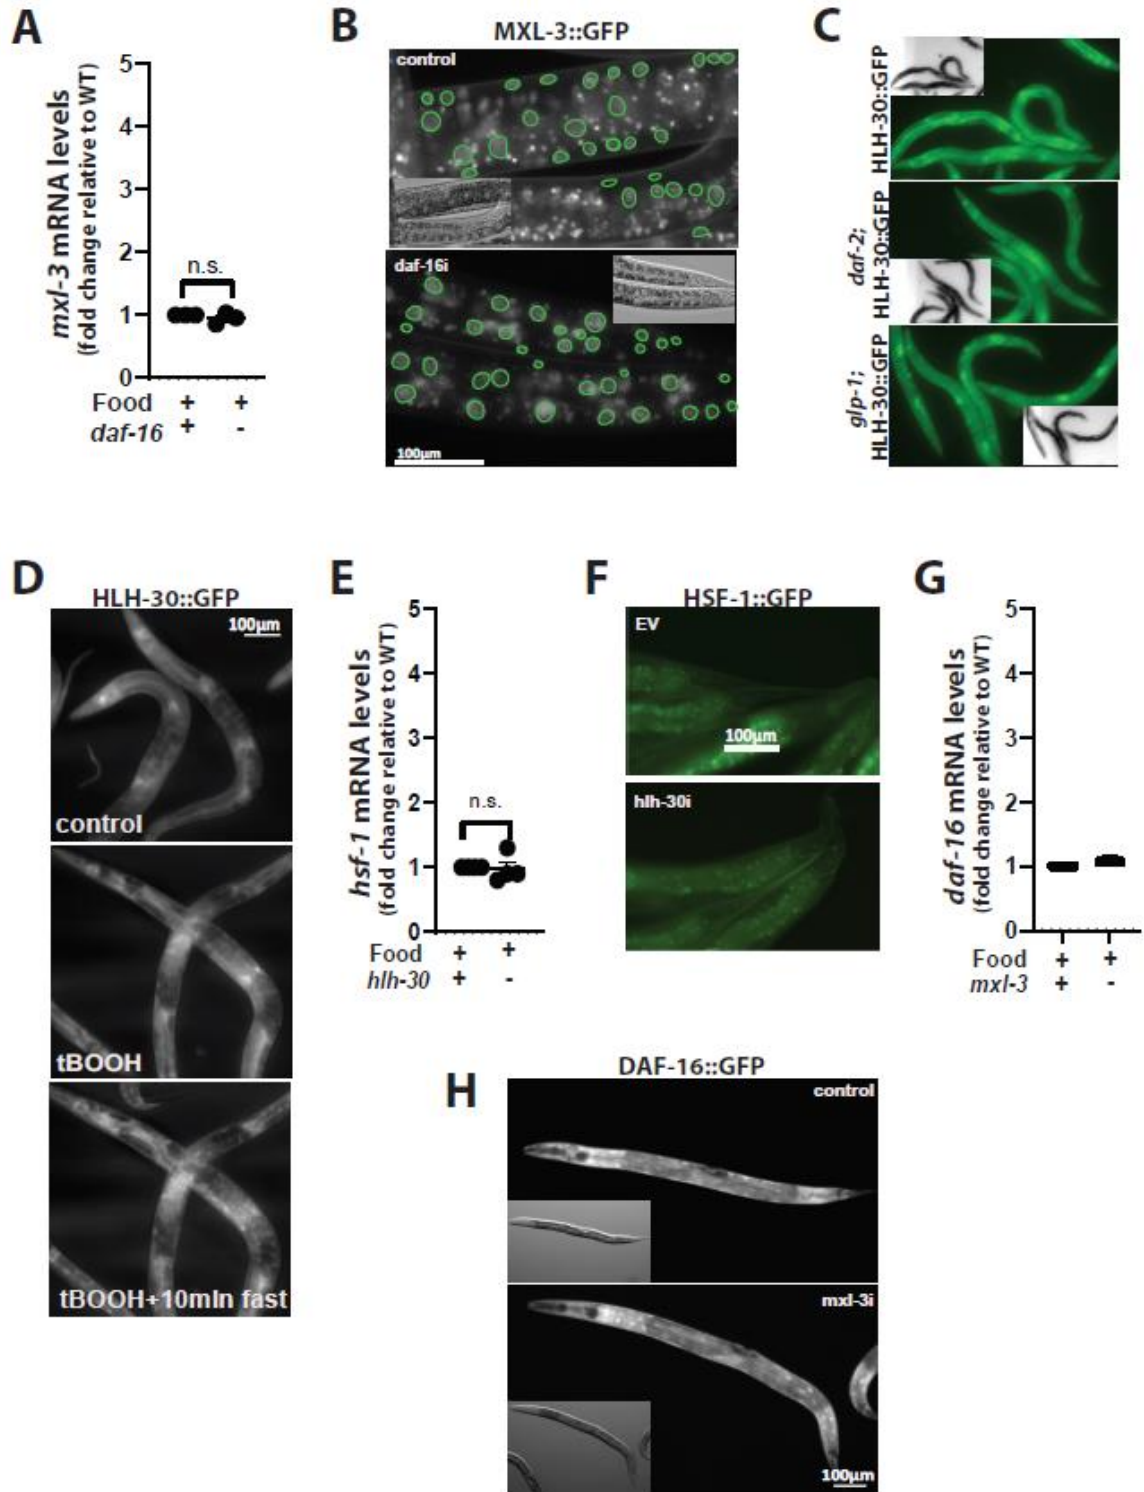 A
mxl-3 mRNA levels
(fold change relative to WT)
5
4
3
2
1
0
n.s.
Food + +
daf-16 + -
B
MXL-3::GFP
control
daf-16i
100µm
C
HLH-30::GFP
daf-2;
HLH-30::GFP
glp-1;
HLH-30::GFP
D
HLH-30::GFP
100µm
control
tBOOH
tBOOH+10min fast
E
hsf-1 mRNA levels
(fold change relative to WT)
5
4
3
2
1
0
n.s.
Food + +
hlh-30 + -
F
HSF-1::GFP
EV
100µm
hlh-30i
G
daf-16 mRNA levels
(fold change relative to WT)
5
4
3
2
1
0
Food + +
mxl-3 + -
H
DAF-16::GFP
control
mxl-3i
100µm